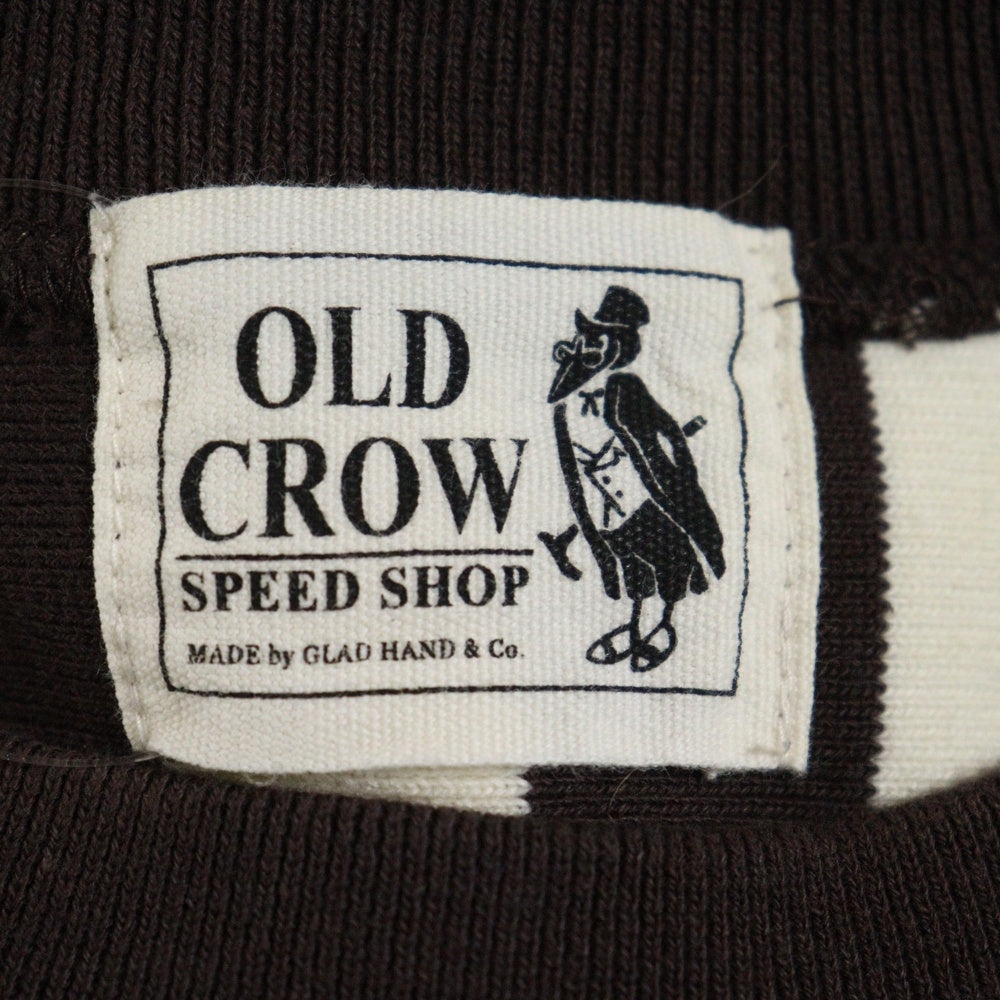 OLD
CROW
SPEED SHOP
MADE by GLAD HAND & Co.